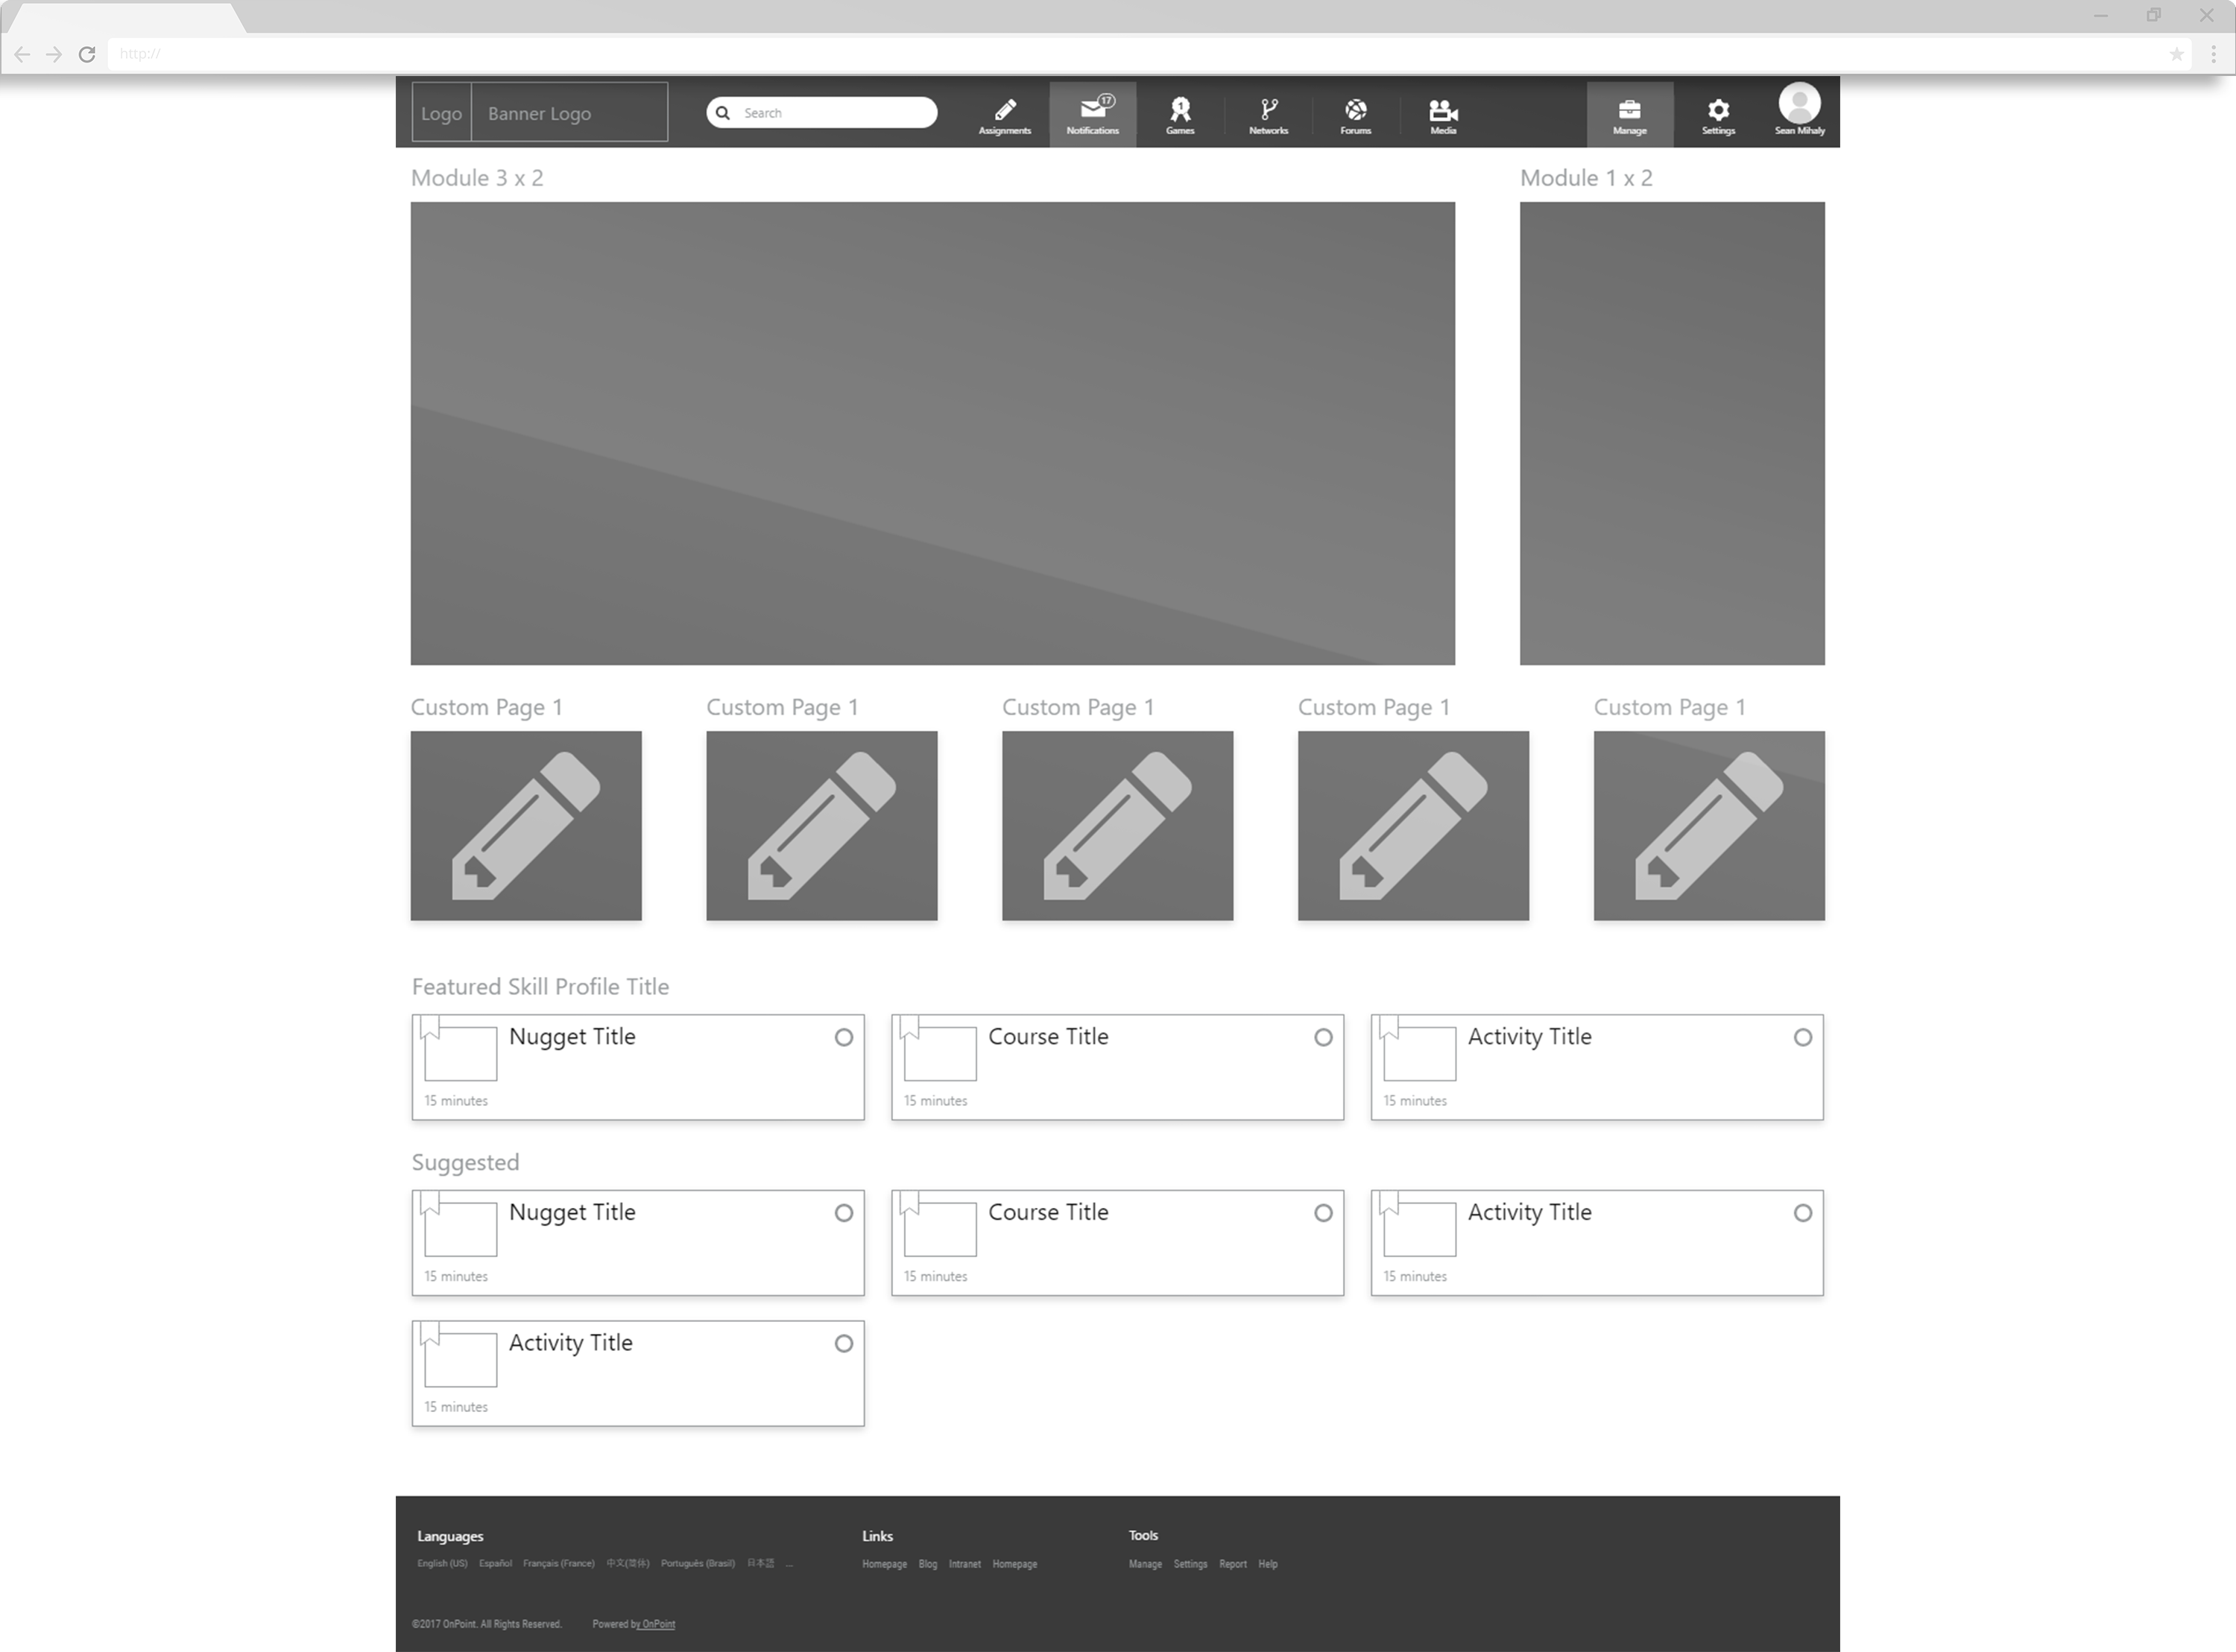 http://
Logo Banner Logo Search Assignments 17 Notifications 1 Games Networks Forums Media Manage Settings Sean Mihaly
Module 3 x 2 Module 1 x 2
Custom Page 1 Custom Page 1 Custom Page 1 Custom Page 1 Custom Page 1
Featured Skill Profile Title
Nugget Title Course Title Activity Title
15 minutes 15 minutes 15 minutes
Suggested
Nugget Title Course Title Activity Title
15 minutes 15 minutes 15 minutes
Activity Title
15 minutes
Languages Links Tools
English (US) Español Français (France) 中文(简体) Português (Brasil) 日本語 ... Homepage Blog Intranet Homepage Manage Settings Report Help
©2017 OnPoint. All Rights Reserved. Powered by OnPoint